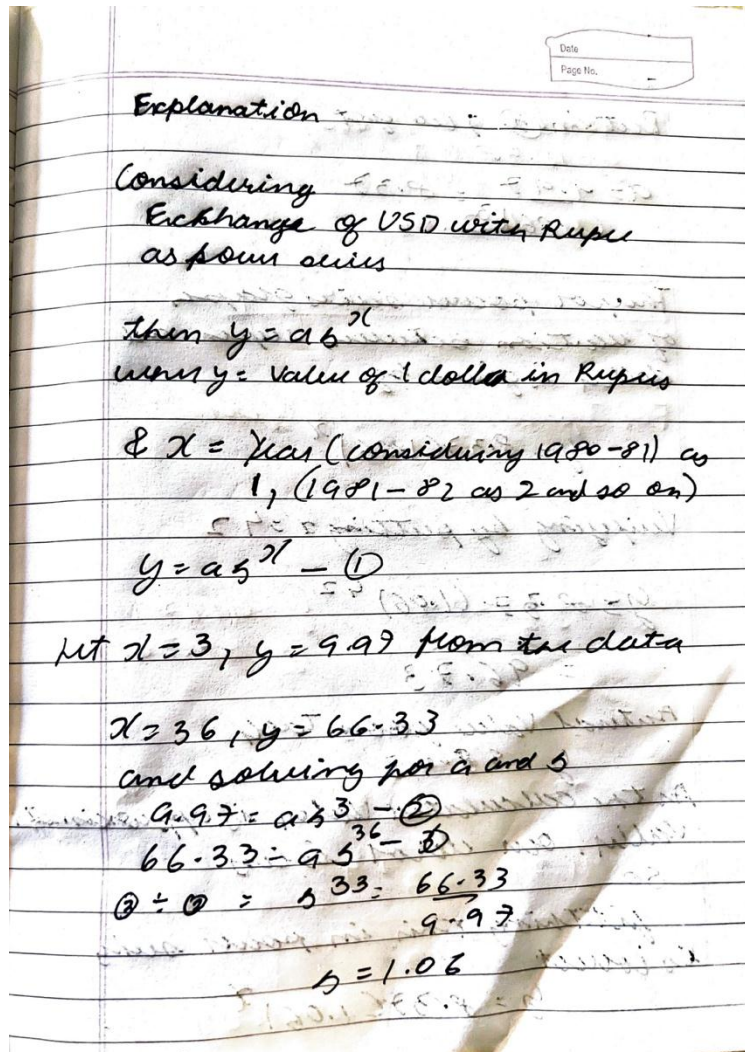 Date
Page No.
Explanation
Considering
Exchange of USD with Rupee
as power series
then y = ab^x
where y = value of 1 dollar in Rupees
& x = Year (considering 1980-81) as
1, (1981-82 as 2 and so on)
y = ab^x - ①
Let x = 3, y = 9.97 from the data
x = 36, y = 66.33
and solving for a and b
9.97 = ab^3 - ②
66.33 = ab^36 - ③
③ ÷ ② = b^33 = 66.33
9.97
b = 1.06